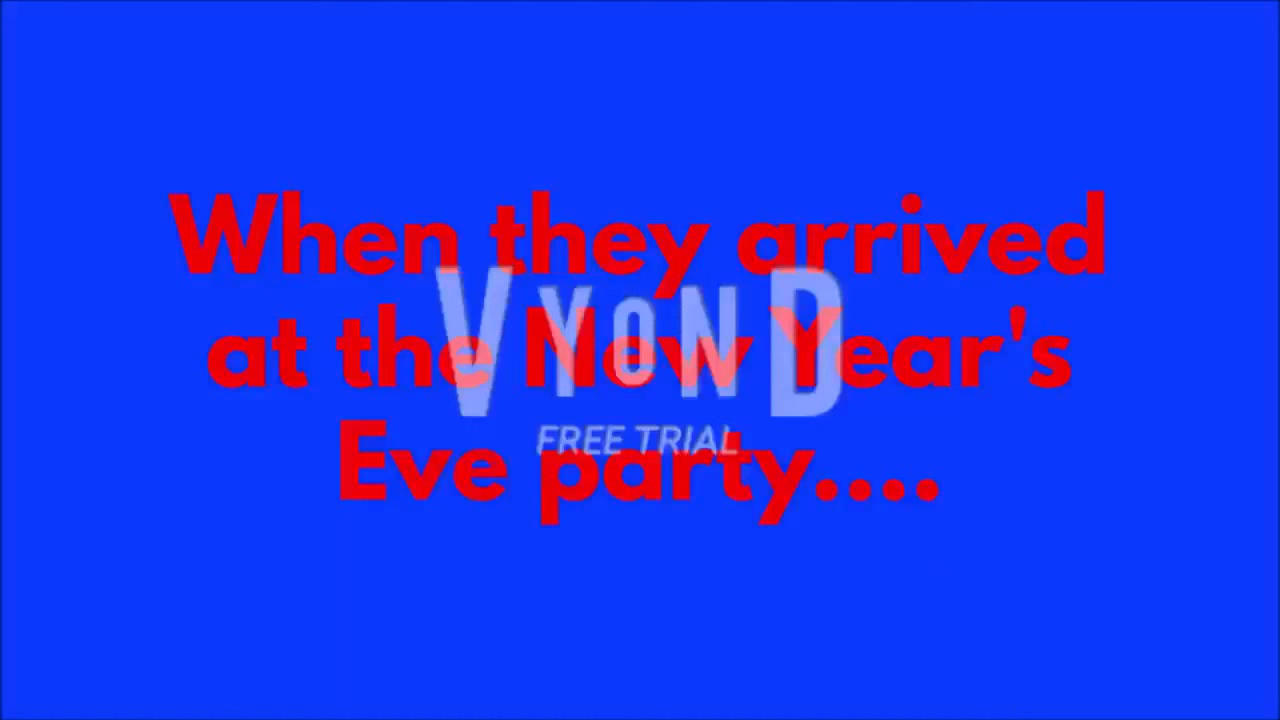 When they arrived
at the New Year's
Eve party....
VYOND
FREE TRIAL